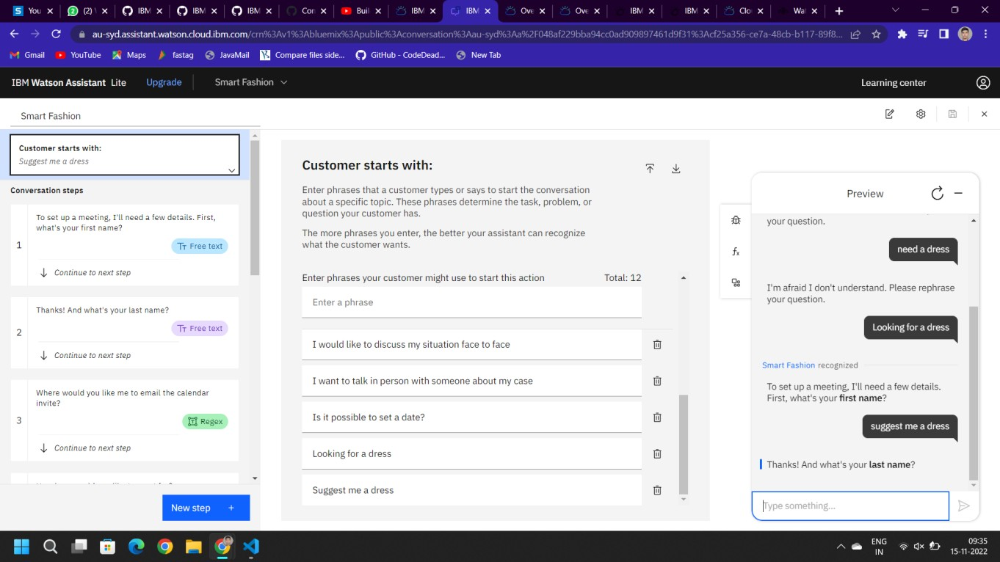 You
(2) W
IBM
IBM
IBM
Con
Buil
IBM
IBM
Ove
Ove
IBM
IBM
Clou
Wat
au-syd.assistant.watson.cloud.ibm.com/crn%3Av1%3Abluemix%3Apublic%3Aconversation%3Aau-syd%3Aa%2F048af229bba94cc0ad909897461d9f31%3Acf25a356-ce7a-48cb-b117-89f8...
Gmail
YouTube
Maps
fastag
JavaMail
Compare files side...
GitHub - CodeDead...
New Tab
IBM Watson Assistant Lite
Upgrade
Smart Fashion
Learning center
Smart Fashion
Customer starts with:
Suggest me a dress
Conversation steps
1
To set up a meeting, I'll need a few details. First,
what's your first name?
Free text
Continue to next step
2
Thanks! And what's your last name?
Free text
Continue to next step
3
Where would you like me to email the calendar
invite?
Regex
Continue to next step
New step +
Customer starts with:
Enter phrases that a customer types or says to start the conversation
about a specific topic. These phrases determine the task, problem, or
question your customer has.
The more phrases you enter, the better your assistant can recognize
what the customer wants.
Enter phrases your customer might use to start this action
Total: 12
Enter a phrase
I would like to discuss my situation face to face
I want to talk in person with someone about my case
Is it possible to set a date?
Looking for a dress
Suggest me a dress
Preview
your question.
need a dress
I'm afraid I don't understand. Please rephrase
your question.
Looking for a dress
Smart Fashion recognized
To set up a meeting, I'll need a few details.
First, what's your first name?
suggest me a dress
Thanks! And what's your last name?
Type something...
ENG
IN
09:35
15-11-2022